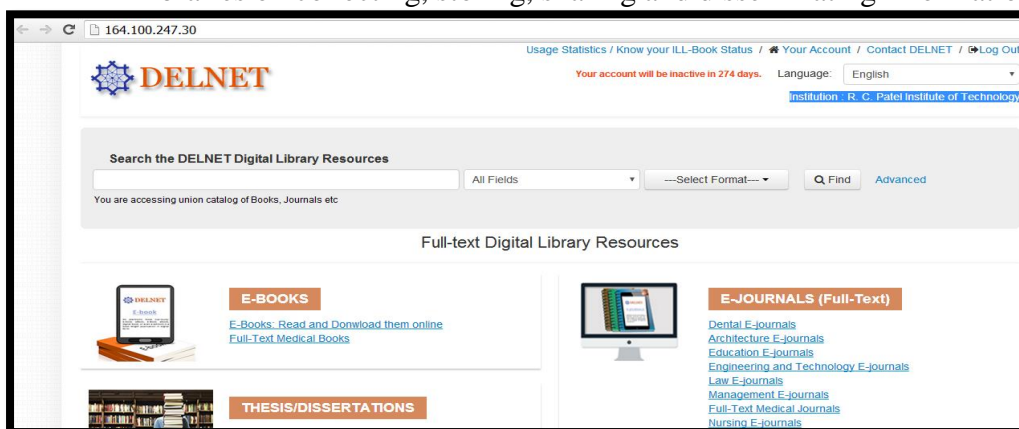 164.100.247.30
Usage Statistics / Know your ILL-Book Status / Your Account / Contact DELNET / Log Out
DELNET
Your account will be inactive in 274 days. Language: English
Institution : R. C. Patel Institute of Technology
Search the DELNET Digital Library Resources
All Fields ---Select Format--- Find Advanced
You are accessing union catalog of Books, Journals etc
Full-text Digital Library Resources
DELNET
E-book
E-BOOKS
E-Books: Read and Donwload them online
Full-Text Medical Books
THESIS/DISSERTATIONS
E-JOURNALS (Full-Text)
Dental E-journals
Architecture E-journals
Education E-journals
Engineering and Technology E-journals
Law E-journals
Management E-journals
Full-Text Medical Journals
Nursing E-journals